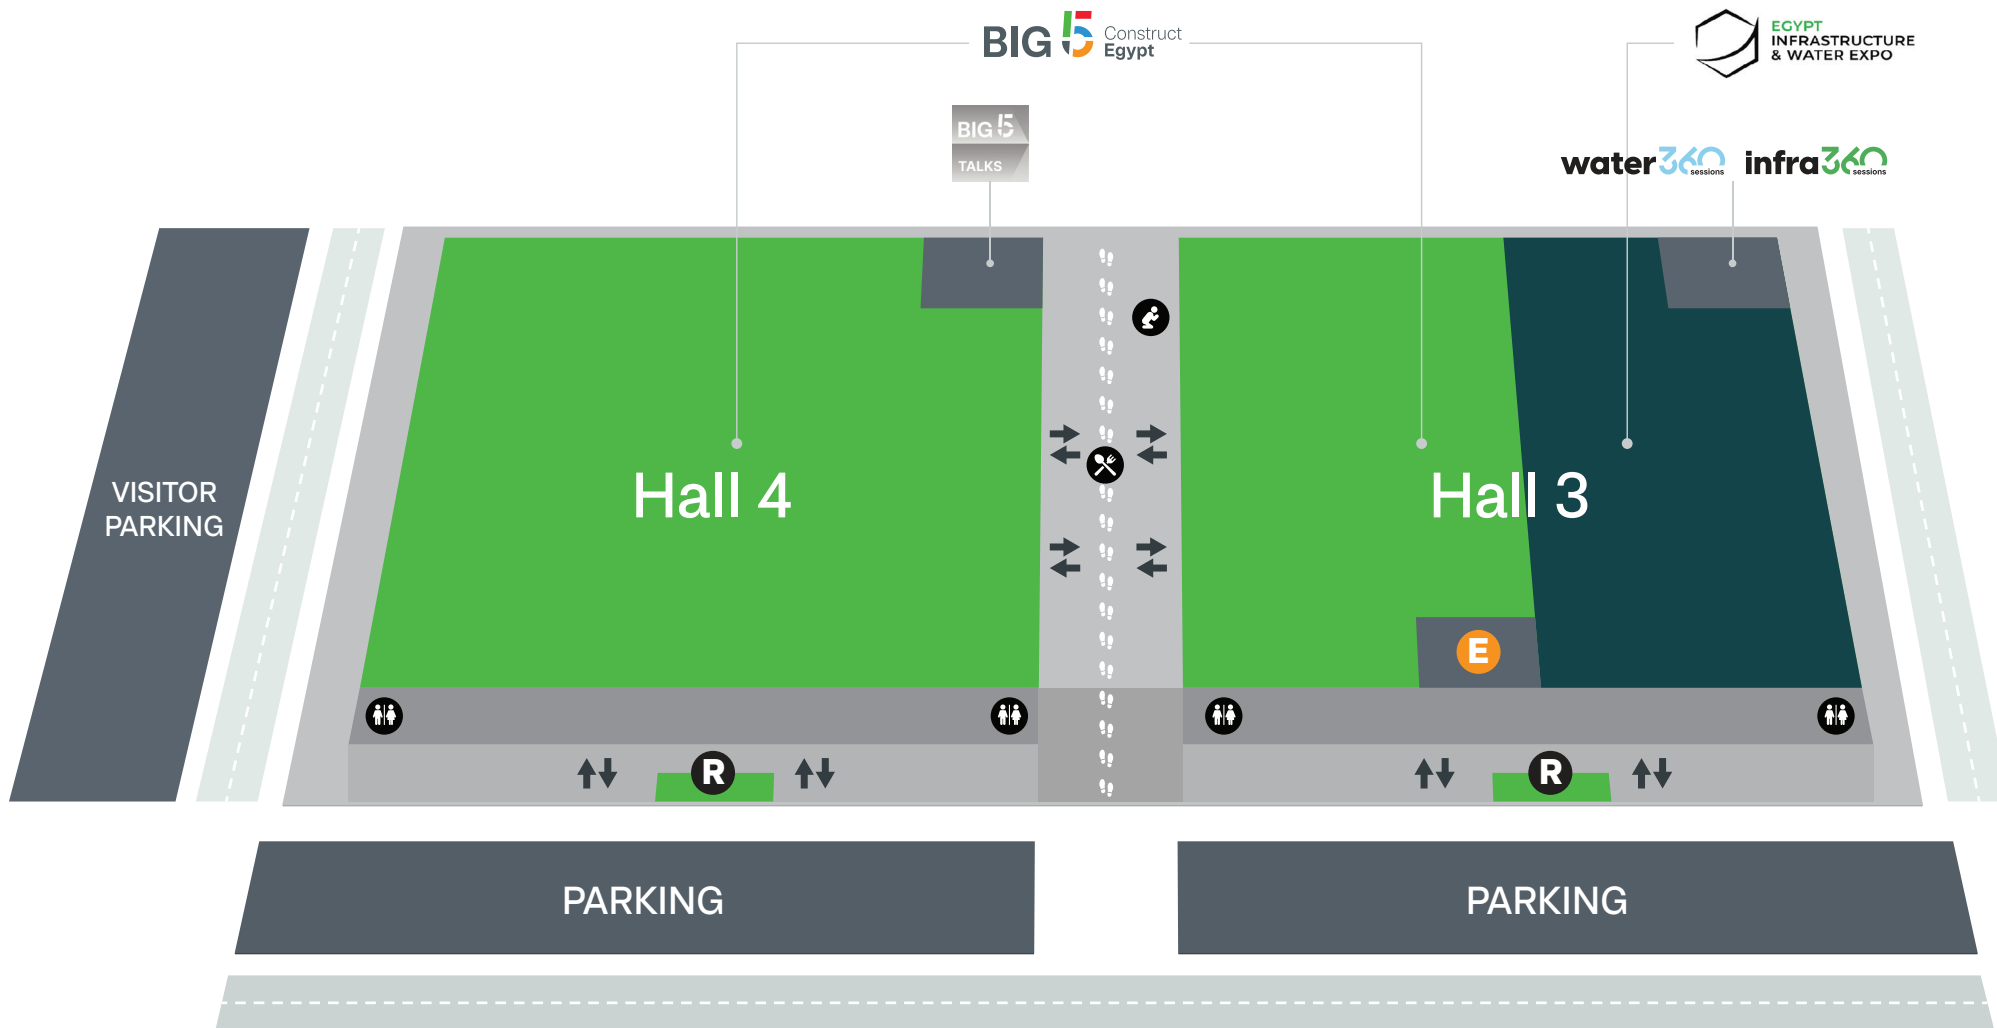 BIG 5 Construct
Egypt
EGYPT
INFRASTRUCTURE
& WATER EXPO
BIG 5
TALKS
water360
sessions
infra360
sessions
VISITOR
PARKING
Hall 4
Hall 3
E
R
R
PARKING
PARKING